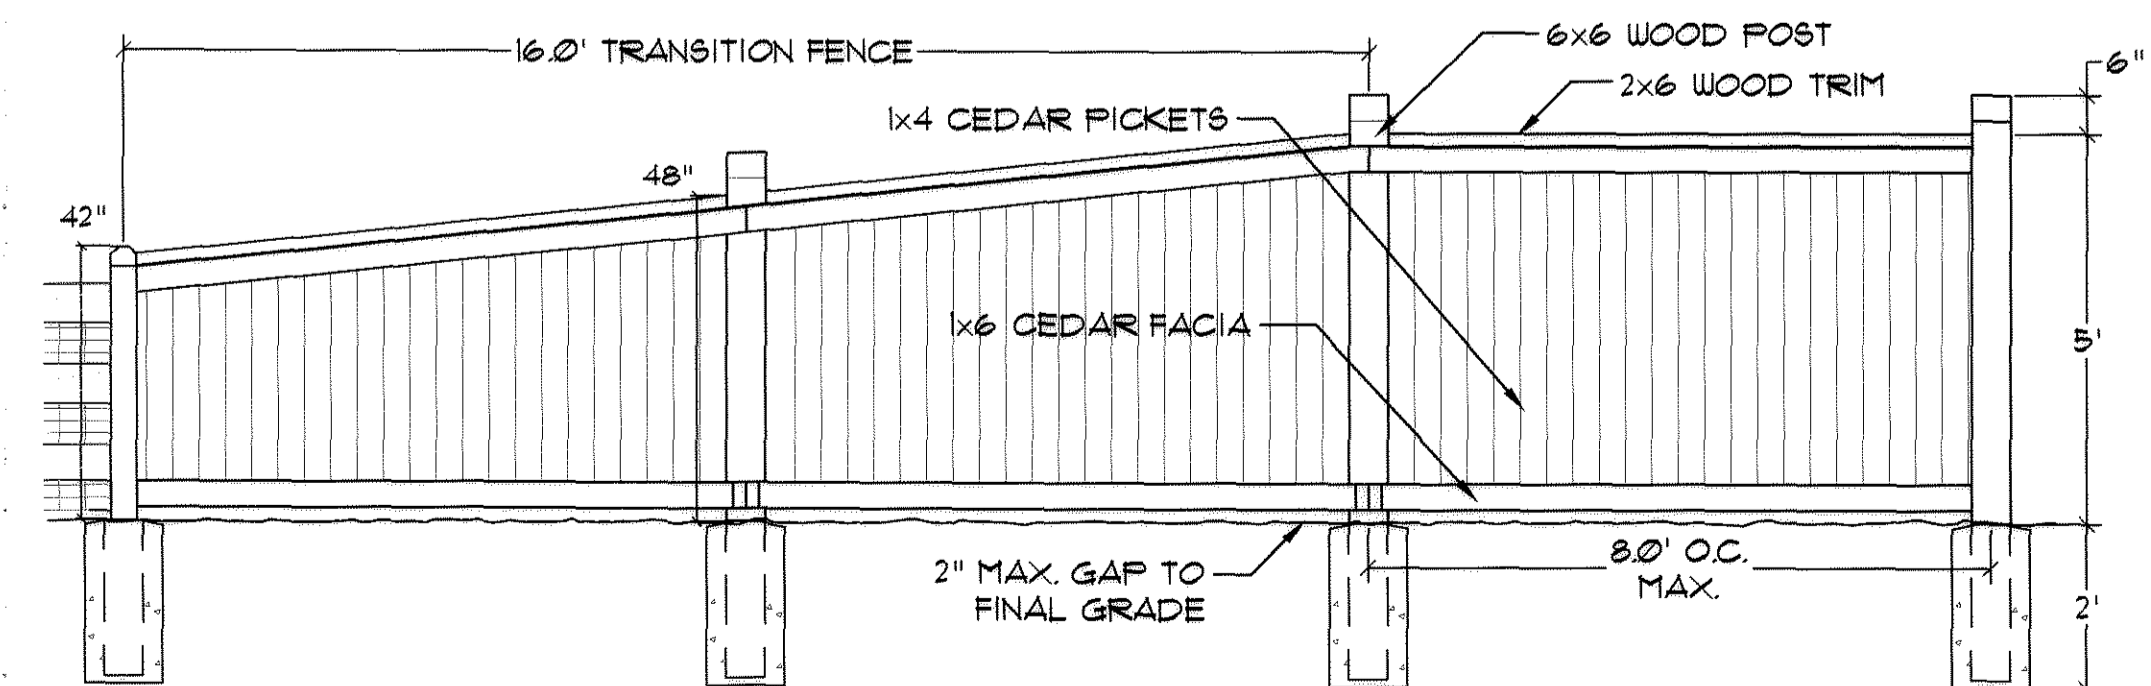 16.0' TRANSITION FENCE
6x6 WOOD POST
6"
2x6 WOOD TRIM
1x4 CEDAR PICKETS
48"
42"
1x6 CEDAR FACIA
5'
2" MAX. GAP TO
FINAL GRADE
8.0' O.C.
MAX.
2'